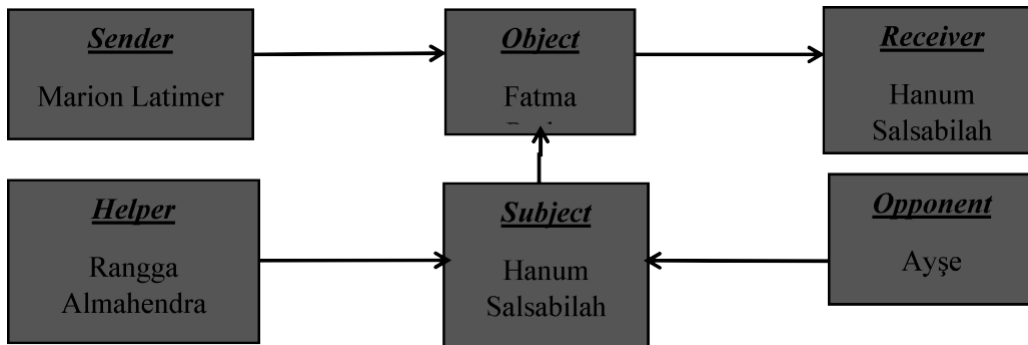 Sender
Marion Latimer
Object
Fatma
Receiver
Hanum
Salsabilah
Helper
Rangga
Almahendra
Subject
Hanum
Salsabilah
Opponent
Ayşe